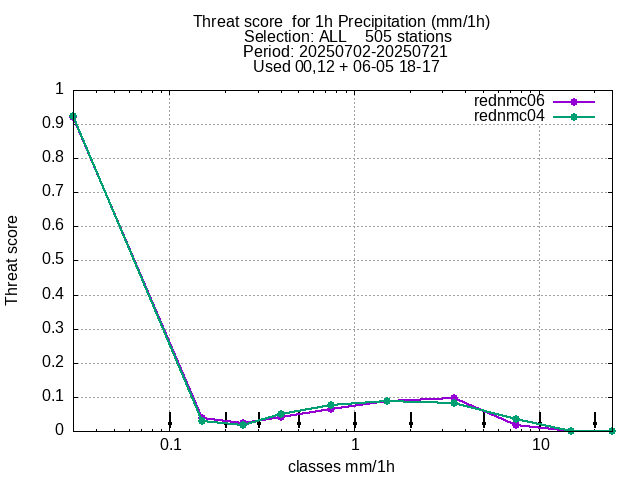 Threat score  for 1h Precipitation (mm/1h)
Selection: ALL    505 stations
Period: 20250702-20250721
Used 00,12 + 06-05 18-17
rednmc06
rednmc04
1
0.9
0.8
0.7
0.6
0.5
0.4
0.3
0.2
0.1
0
Threat score
0.1 1 10
classes mm/1h